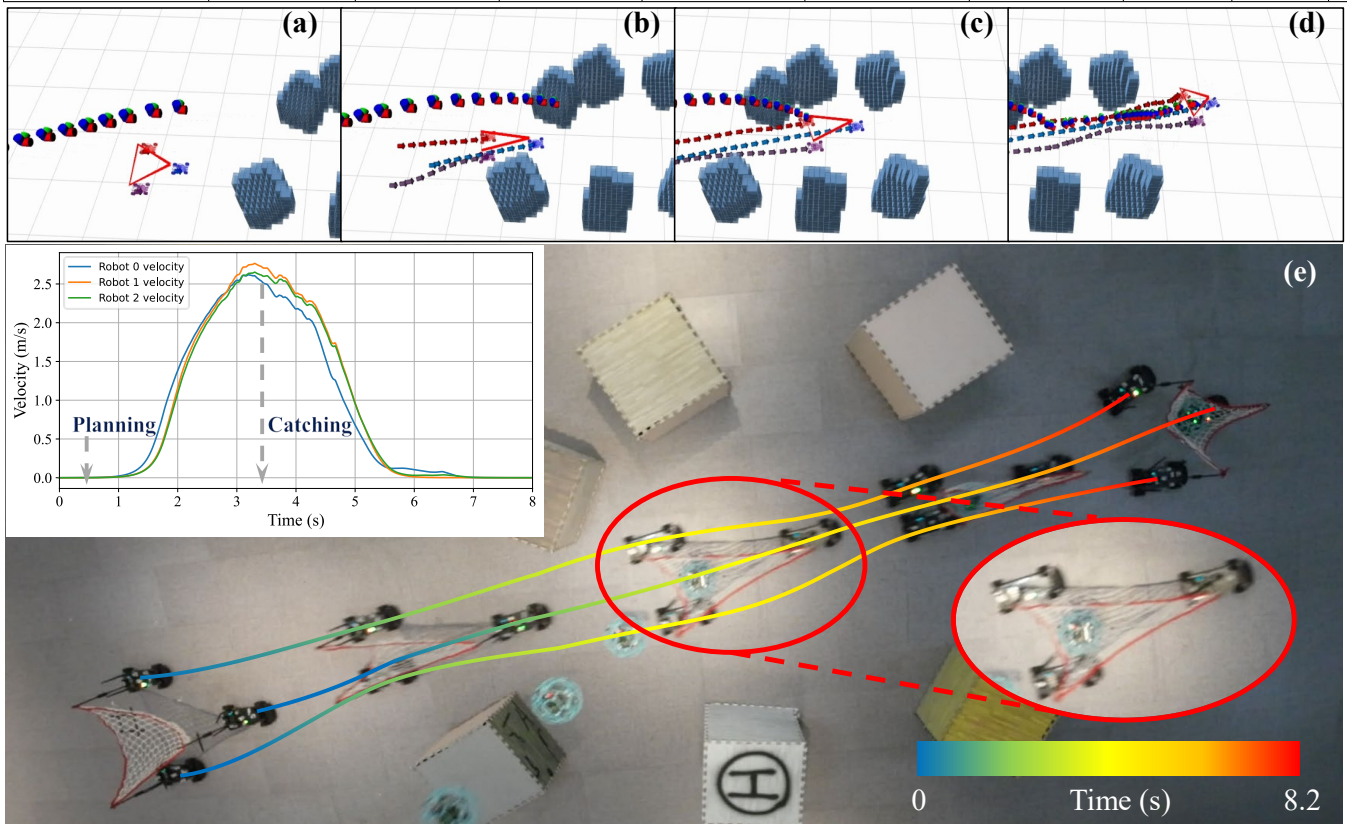 (a)
(b)
(c)
(d)
(e)
Robot 0 velocity
Robot 1 velocity
Robot 2 velocity
Velocity (m/s)
2.5
2.0
1.5
1.0
0.5
0.0
Planning
Catching
0 1 2 3 4 5 6 7 8
Time (s)
H
0 Time (s) 8.2